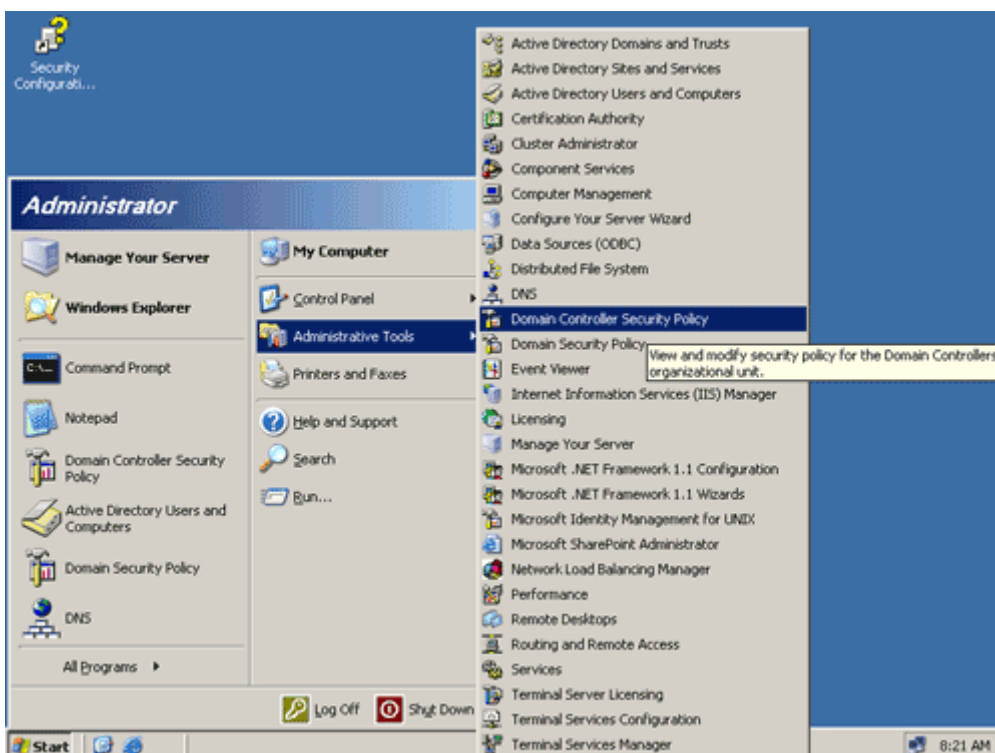 Security
Configurati...
Administrator
Manage Your Server
Windows Explorer
Command Prompt
Notepad
Domain Controller Security
Policy
Active Directory Users and
Computers
Domain Security Policy
DNS
All Programs
My Computer
Control Panel
Administrative Tools
Printers and Faxes
Help and Support
Search
Run...
Log Off
Shut Down
Active Directory Domains and Trusts
Active Directory Sites and Services
Active Directory Users and Computers
Certification Authority
Cluster Administrator
Component Services
Computer Management
Configure Your Server Wizard
Data Sources (ODBC)
Distributed File System
DNS
Domain Controller Security Policy
Domain Security Policy
View and modify security policy for the Domain Controllers
organizational unit.
Event Viewer
Internet Information Services (IIS) Manager
Licensing
Manage Your Server
Microsoft .NET Framework 1.1 Configuration
Microsoft .NET Framework 1.1 Wizards
Microsoft Identity Management for UNIX
Microsoft SharePoint Administrator
Network Load Balancing Manager
Performance
Remote Desktops
Routing and Remote Access
Services
Terminal Server Licensing
Terminal Services Configuration
Terminal Services Manager
Start
8:21 AM